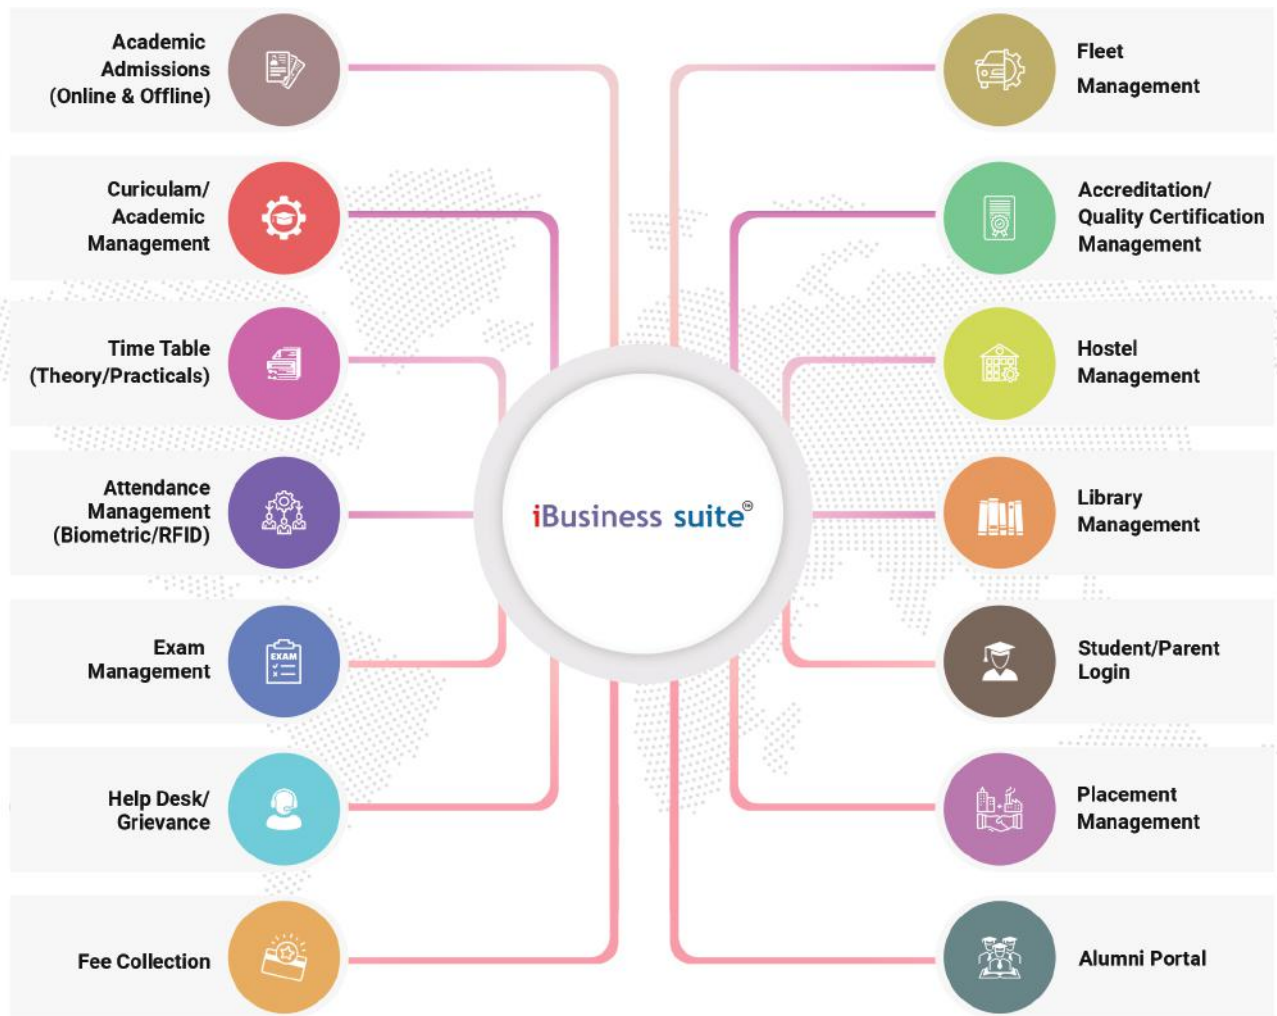 Academic
Admissions
(Online & Offline)
Curiculam/
Academic
Management
Time Table
(Theory/Practicals)
Attendance
Management
(Biometric/RFID)
EXAM
Exam
Management
Help Desk/
Grievance
Fee Collection
iBusiness suite™
Fleet
Management
Accreditation/
Quality Certification
Management
Hostel
Management
Library
Management
Student/Parent
Login
Placement
Management
Alumni Portal